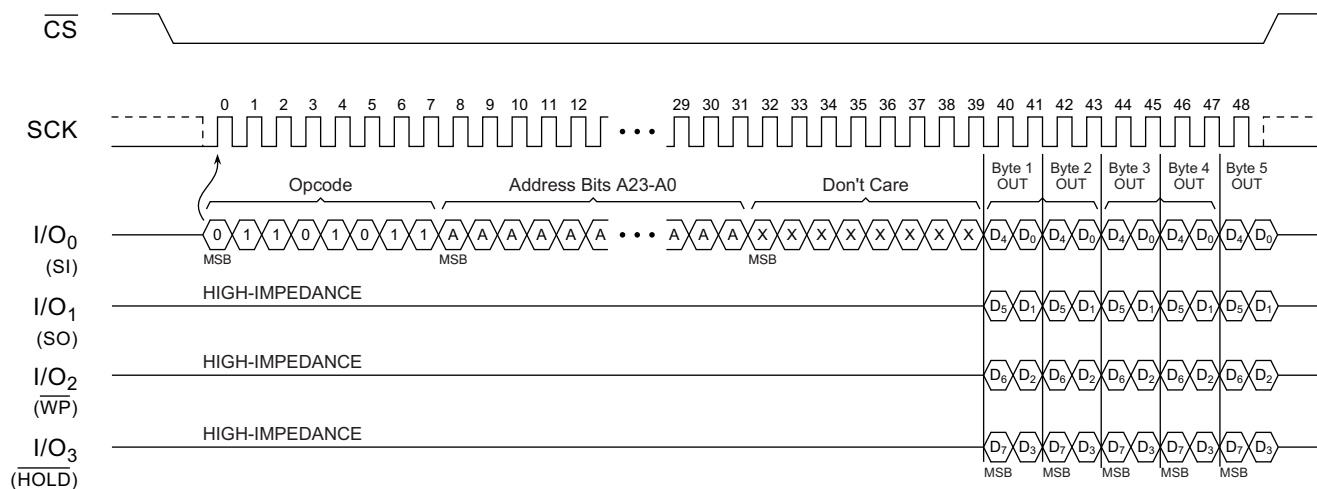 CS
SCK
0 1 2 3 4 5 6 7 8 9 10 11 12 29 30 31 32 33 34 35 36 37 38 39 40 41 42 43 44 45 46 47 48
•••
Opcode Address Bits A23-A0 Don't Care Byte 1 OUT Byte 2 OUT Byte 3 OUT Byte 4 OUT Byte 5 OUT
I/O0 (SI)
0 1 1 0 1 0 1 1 A A A A A A ••• A A A X X X X X X X X D4 D0 D4 D0 D4 D0 D4 D0 D4 D0
MSB MSB MSB
I/O1 (SO)
HIGH-IMPEDANCE
D5 D1 D5 D1 D5 D1 D5 D1 D5 D1
I/O2 (WP)
HIGH-IMPEDANCE
D6 D2 D6 D2 D6 D2 D6 D2 D6 D2
I/O3 (HOLD)
HIGH-IMPEDANCE
D7 D3 D7 D3 D7 D3 D7 D3 D7 D3
MSB MSB MSB MSB MSB